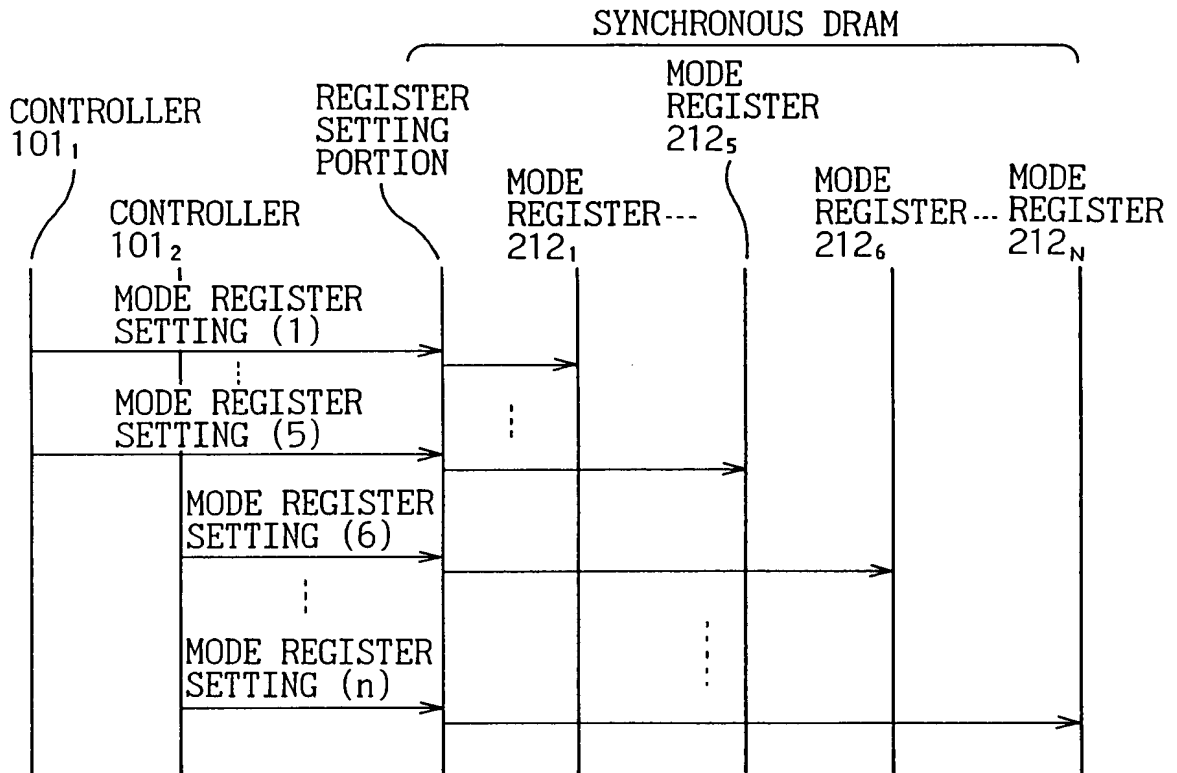 SYNCHRONOUS DRAM
CONTROLLER
101₁
REGISTER
SETTING
PORTION
MODE
REGISTER
212₅
CONTROLLER
101₂
MODE
REGISTER---
212₁
MODE
REGISTER---
212₆
MODE
REGISTER
212ɴ
MODE REGISTER
SETTING (1)
MODE REGISTER
SETTING (5)
MODE REGISTER
SETTING (6)
MODE REGISTER
SETTING (n)